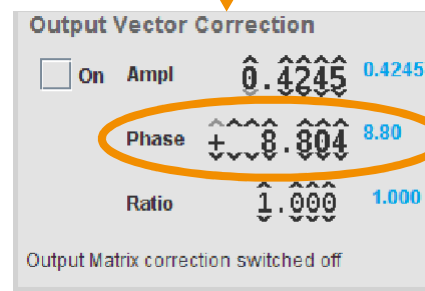 Output Vector Correction
On Ampl 0.4245 0.4245
Phase + 8.804 8.80
Ratio 1.000 1.000
Output Matrix correction switched off